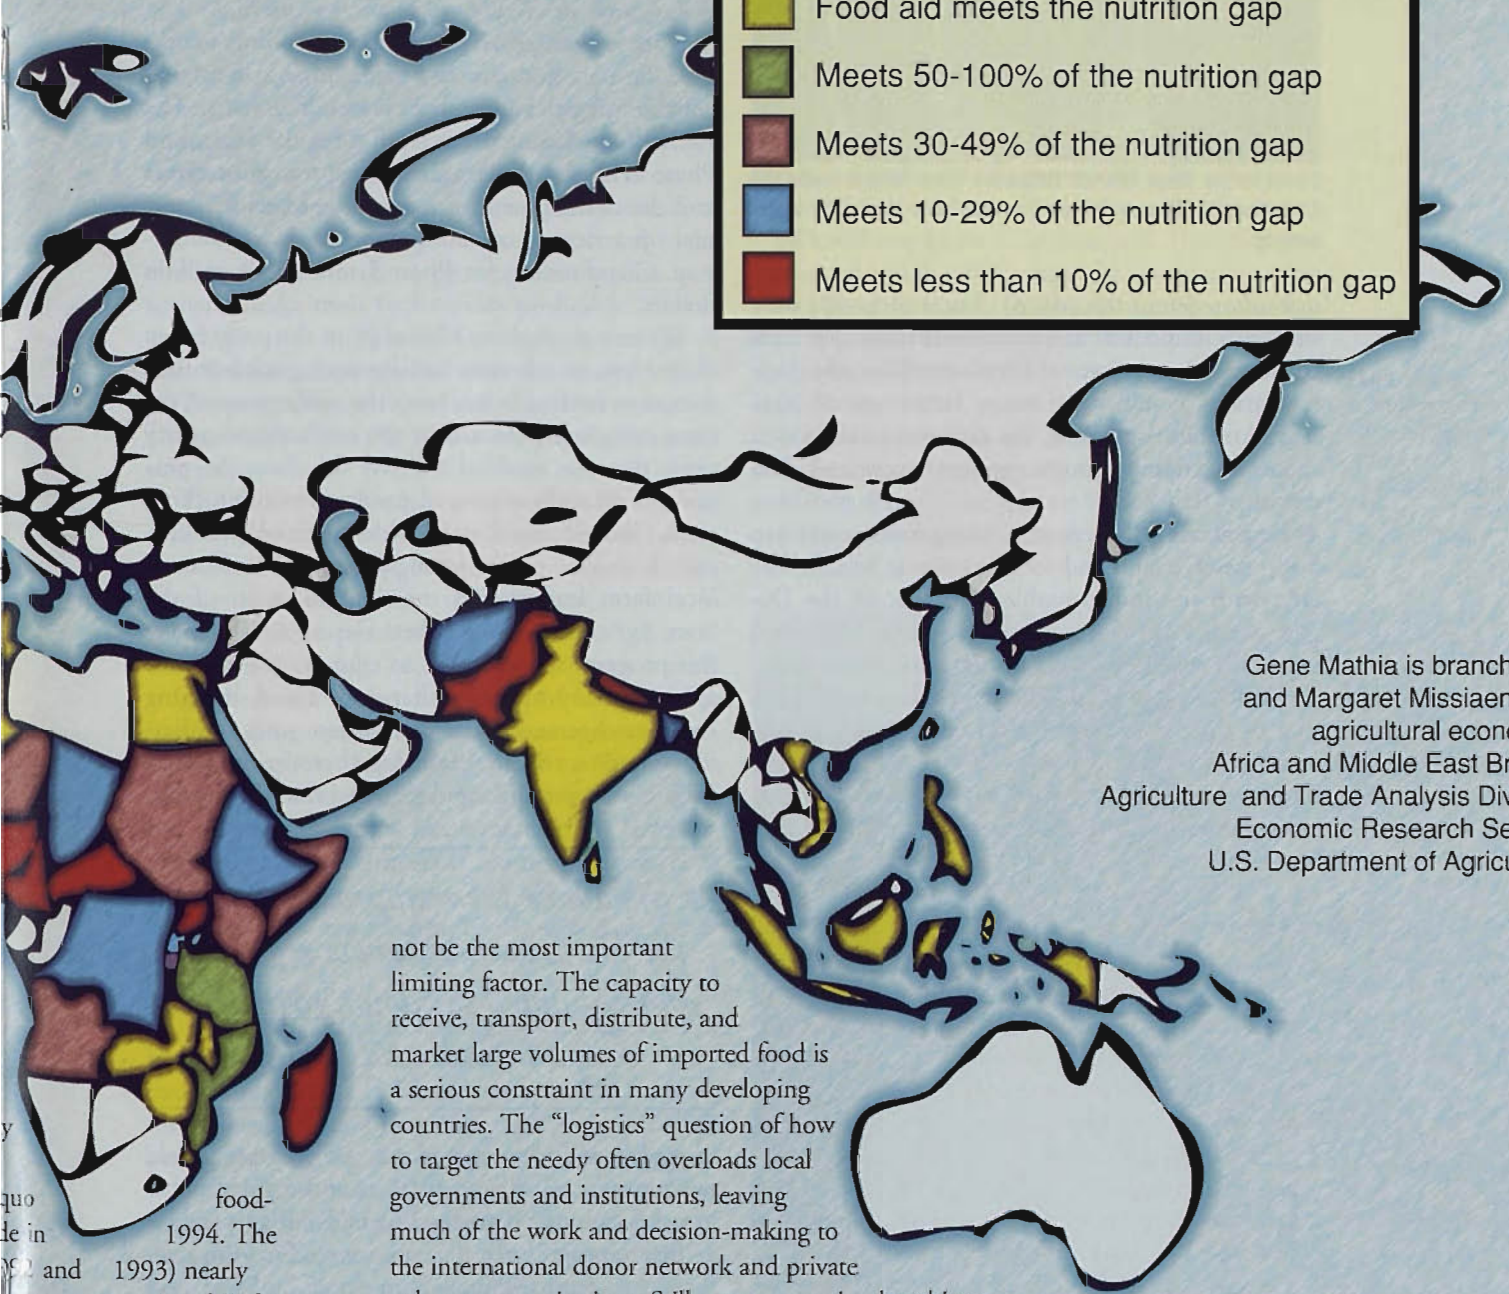 Food aid meets the nutrition gap
Meets 50-100% of the nutrition gap
Meets 30-49% of the nutrition gap
Meets 10-29% of the nutrition gap
Meets less than 10% of the nutrition gap
Gene Mathia is branch
and Margaret Missiaen
agricultural econ
Africa and Middle East Br
Agriculture and Trade Analysis Div
Economic Research Se
U.S. Department of Agricu
not be the most important
limiting factor. The capacity to
receive, transport, distribute, and
market large volumes of imported food is
a serious constraint in many developing
countries. The “logistics” question of how
to target the needy often overloads local
governments and institutions, leaving
much of the work and decision-making to
the international donor network and private
y
quo food-
de in 1994. The
and 1993) nearly